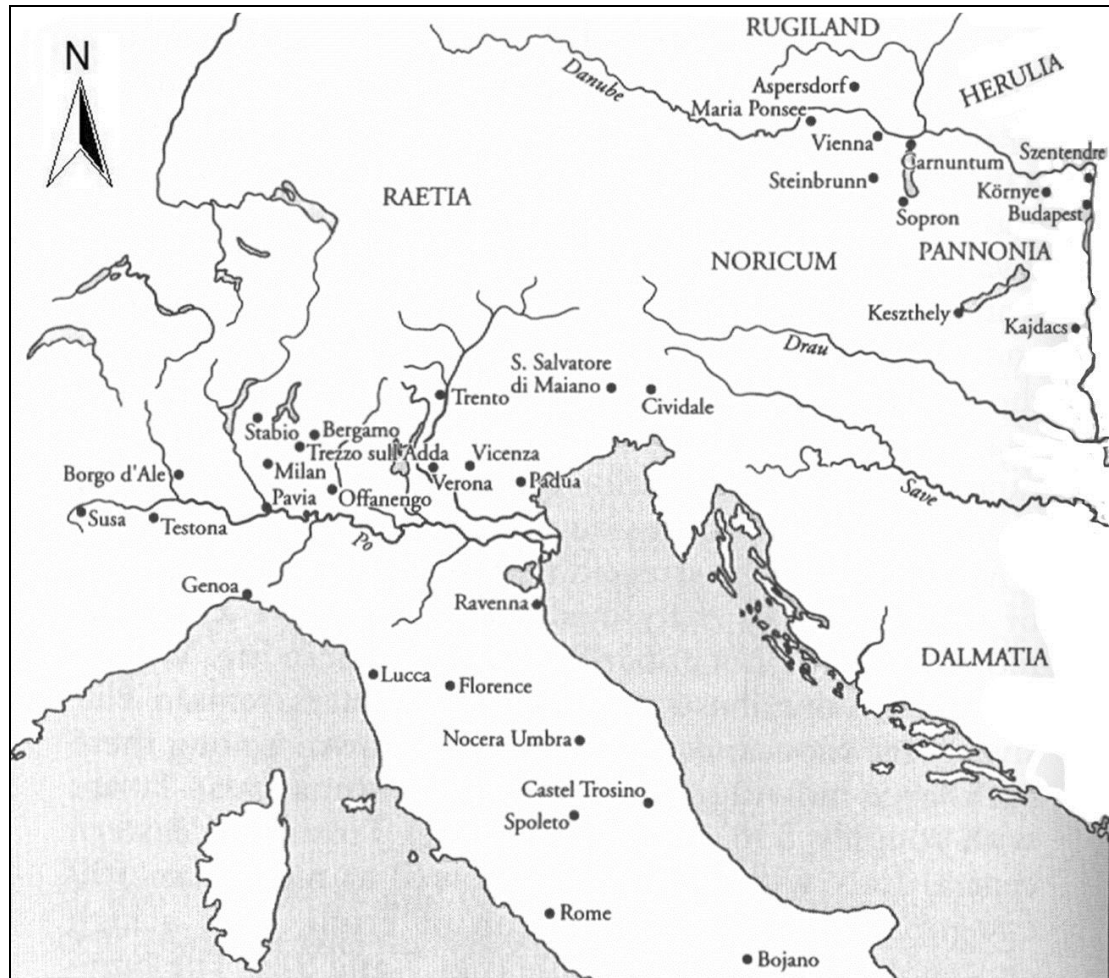 N
RUGILAND
HERULIA
Danube
Aspersdorf
Maria Ponsee
Vienna
Carnuntum
Szentendre
Steinbrunn
Környe
Sopron
Budapest
RAETIA
NORICUM
PANNONIA
Keszthely
Kajdacs
Drau
S. Salvatore
di Maiano
Cividale
Trento
Stabio
Bergamo
Trezzo sull'Adda
Vicenza
Borgo d'Ale
Milan
Verona
Padua
Save
Pavia
Offanengo
Susa
Testona
Po
Genoa
Ravenna
DALMATIA
Lucca
Florence
Nocera Umbra
Castel Trosino
Spoleto
Rome
Bojano